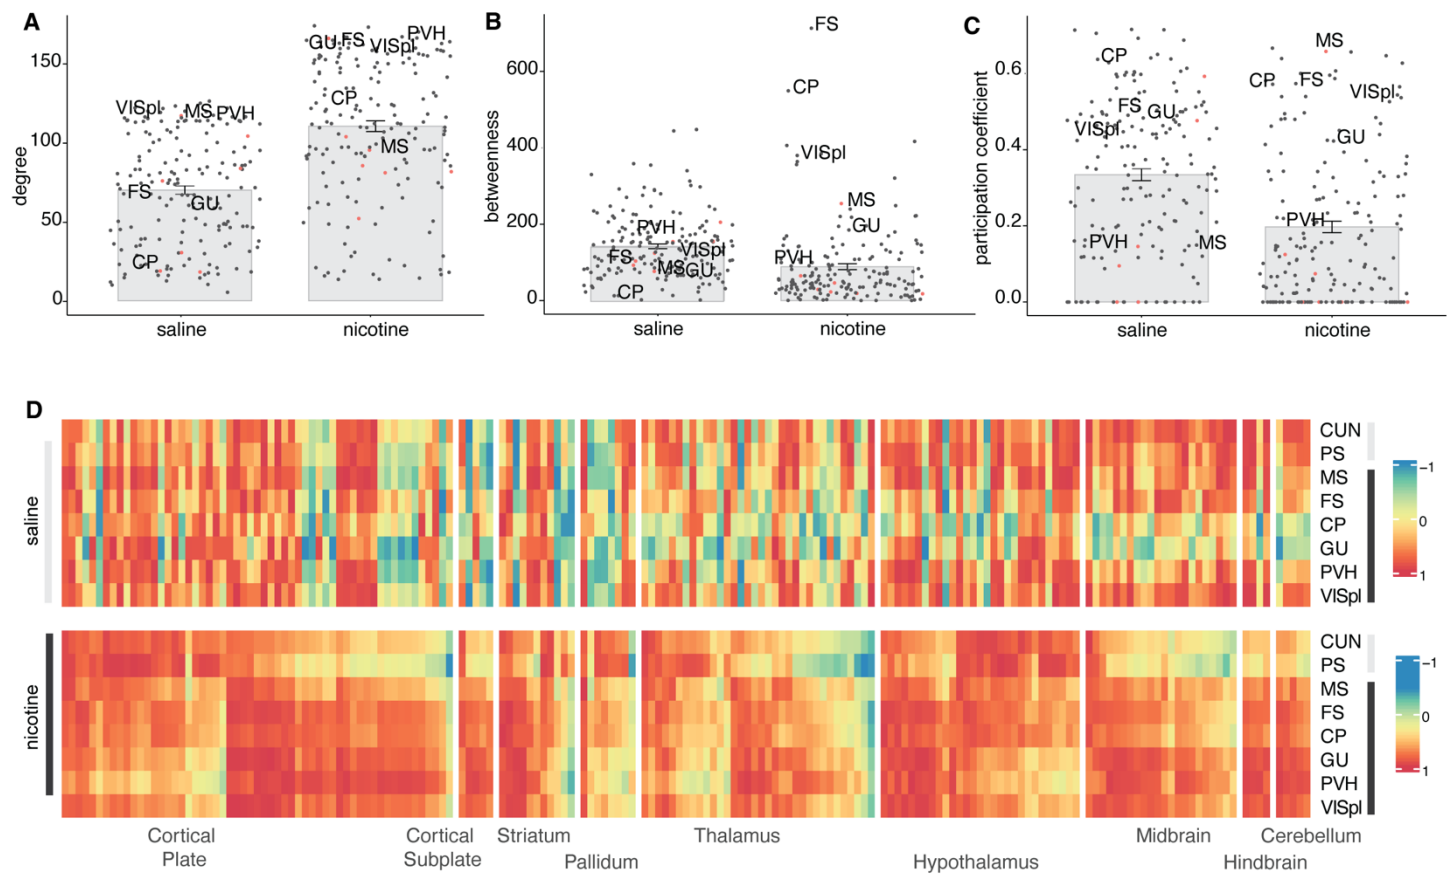 A
degree
150
100
50
0
VISpl
MS
PVH
FS
GU
CP
GU
FS
VISpl
PVH
CP
MS
saline
nicotine
B
betweenness
600
400
200
0
PVH
FS
VISpl
MS
GU
CP
FS
CP
VISpl
MS
GU
PVH
saline
nicotine
C
participation coefficient
0.6
0.4
0.2
0.0
CP
FS
GU
VISpl
PVH
MS
MS
CP
FS
VISpl
GU
PVH
saline
nicotine
D
saline
CUN
PS
MS
FS
CP
GU
PVH
VISpl
-1
0
1
nicotine
CUN
PS
MS
FS
CP
GU
PVH
VISpl
-1
0
1
Cortical
Plate
Cortical
Subplate
Striatum
Pallidum
Thalamus
Hypothalamus
Midbrain
Hindbrain
Cerebellum